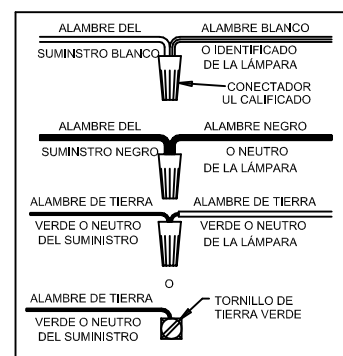 ALAMBRE DEL ALAMBRE BLANCO
SUMINSTRO BLANCO O IDENTIFICADO
DE LA LÁMPARA
CONECTADOR
UL CALIFICADO
ALAMBRE DEL ALAMBRE NEGRO
SUMINSTRO NEGRO O NEUTRO
DE LA LÁMPARA
ALAMBRE DE TIERRA ALAMBRE DE TIERRA
VERDE O NEUTRO VERDE O NEUTRO
DEL SUMINISTRO DE LA LÁMPARA
O
ALAMBRE DE TIERRA TORNILLO DE
TIERRA VERDE
VERDE O NEUTRO
DEL SUMINISTRO